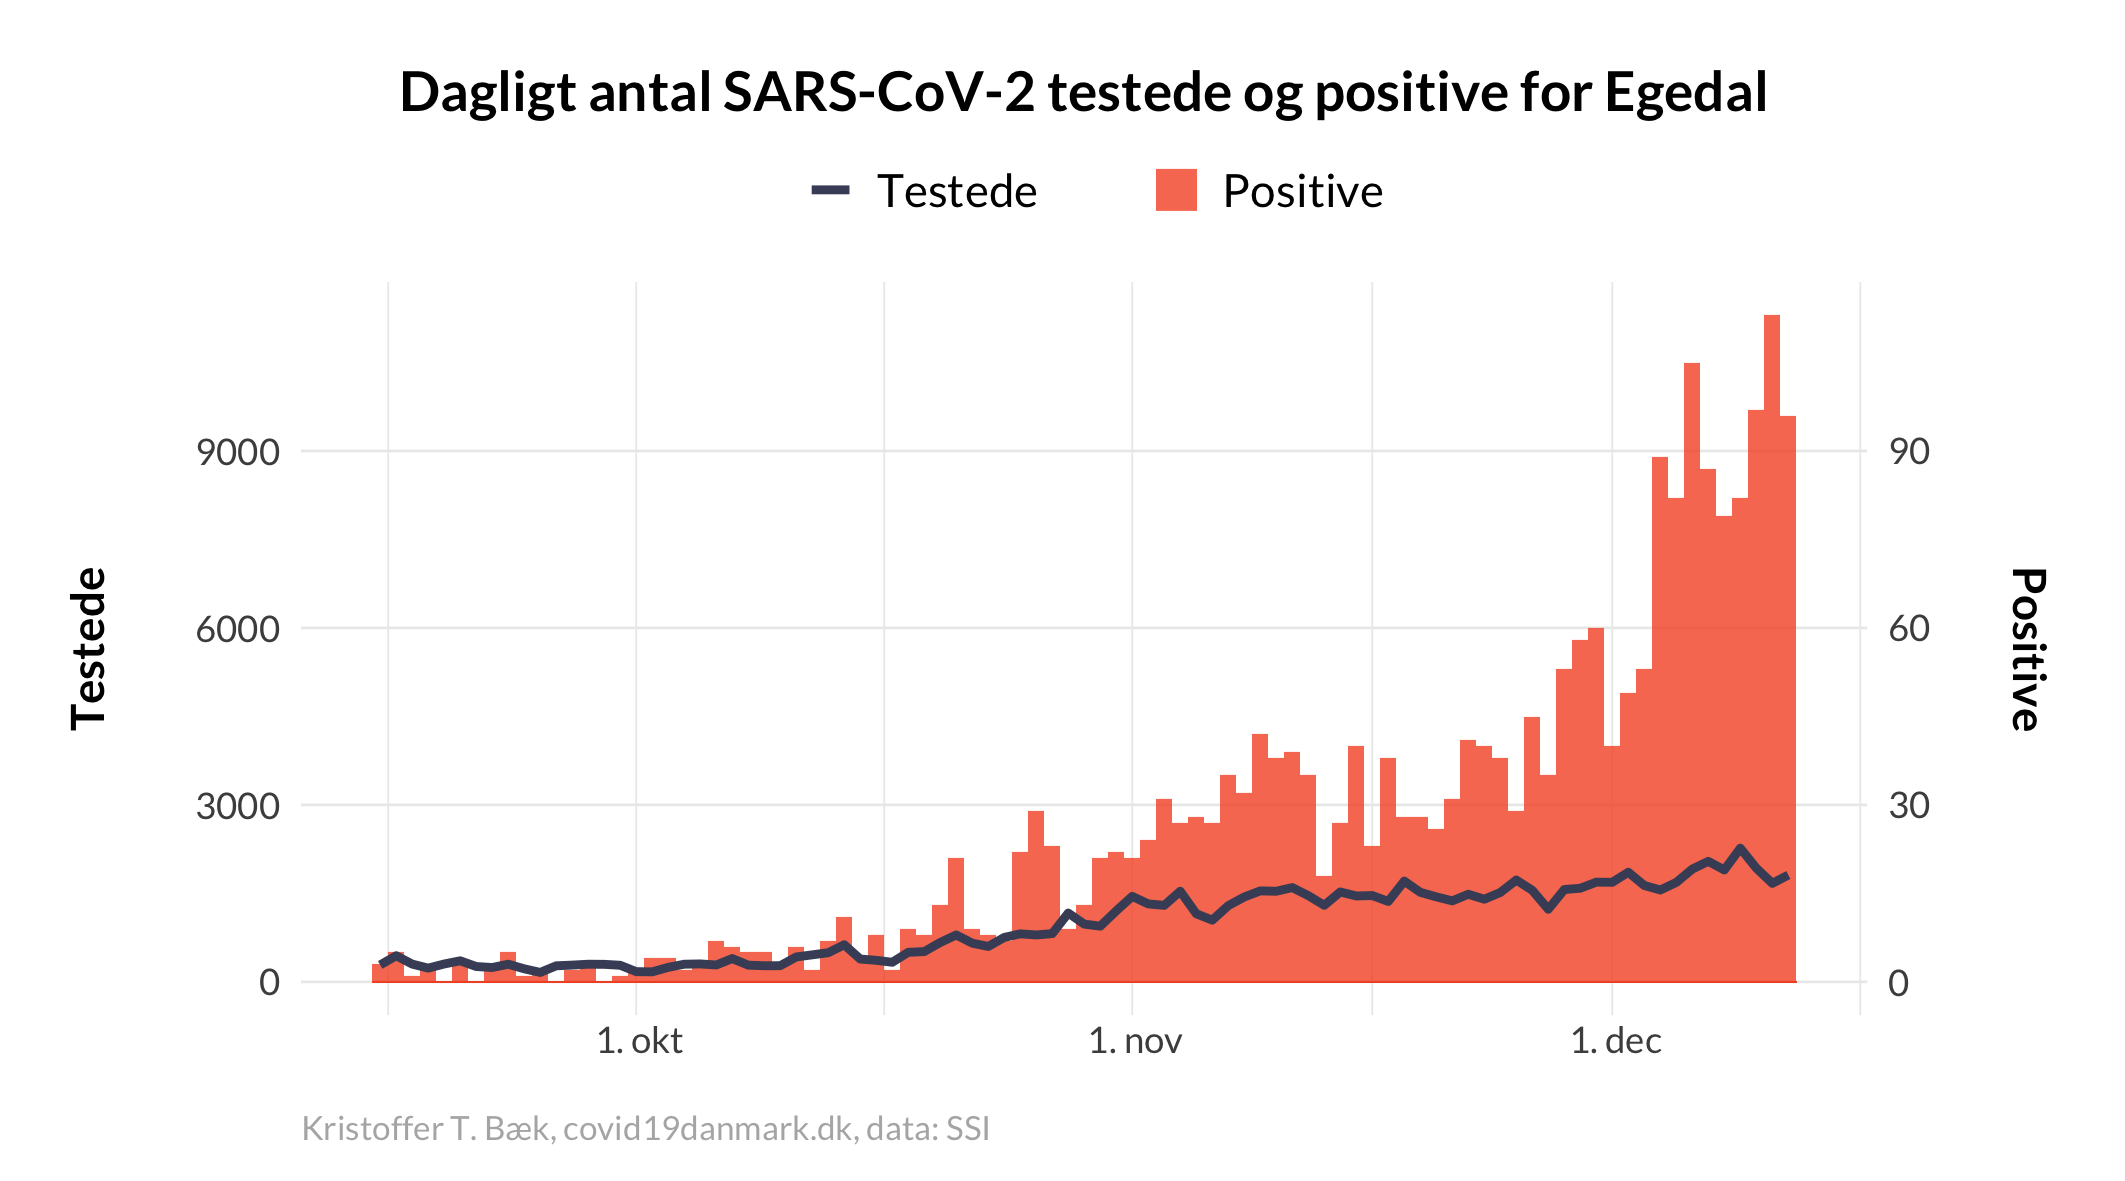 Dagligt antal SARS-CoV-2 testede og positive for Egedal
Testede
Positive
Testede
9000
6000
3000
0
90
60
30
0
Positive
1. okt
1. nov
1. dec
Kristoffer T. Bæk, covid19danmark.dk, data: SSI